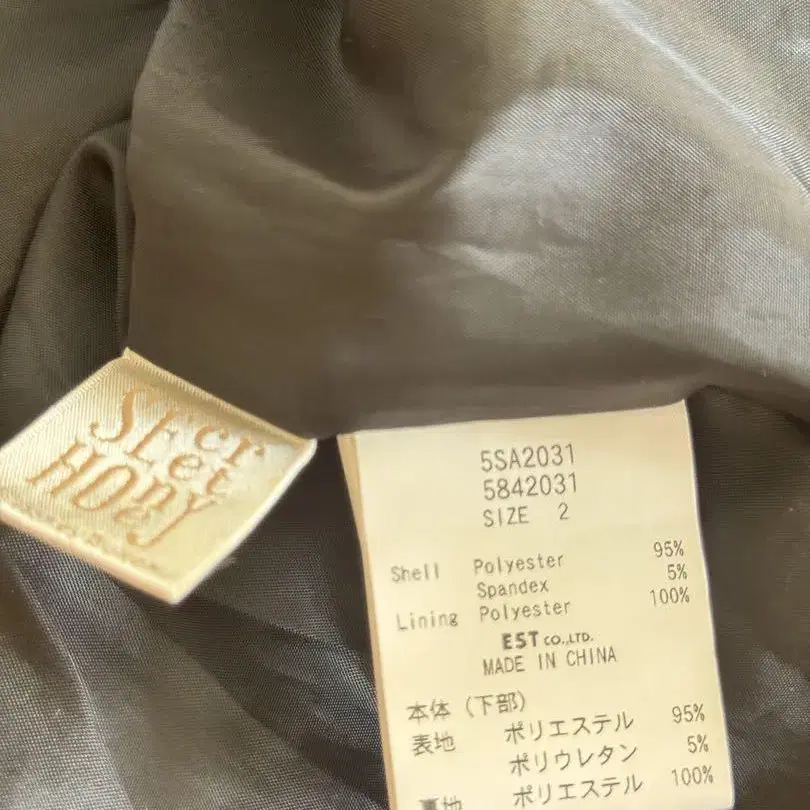 Secret
Honey
5SA2031
5842031
SIZE 2
Shell Polyester 95%
Spandex 5%
Lining Polyester 100%
EST CO.,LTD.
MADE IN CHINA
本体(下部)
表地 ポリエステル 95%
ポリウレタン 5%
裏地 ポリエステル 100%